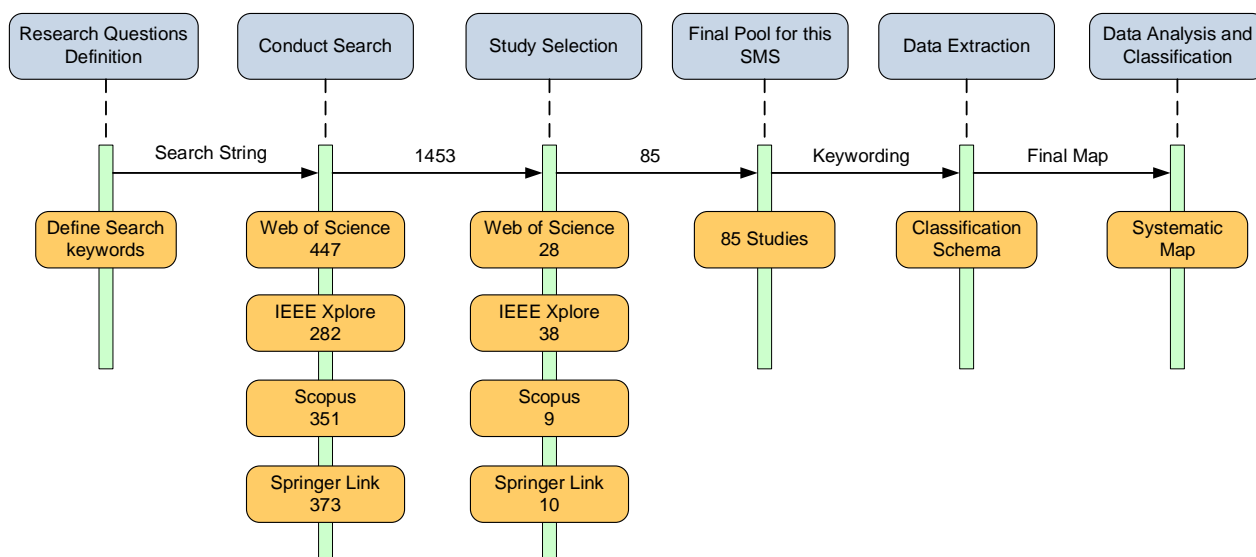 Research Questions
Definition
Conduct Search
Study Selection
Final Pool for this
SMS
Data Extraction
Data Analysis and
Classification
Search String
1453
85
Keywording
Final Map
Define Search
keywords
Web of Science
447
IEEE Xplore
282
Scopus
351
Springer Link
373
Web of Science
28
IEEE Xplore
38
Scopus
9
Springer Link
10
85 Studies
Classification
Schema
Systematic
Map